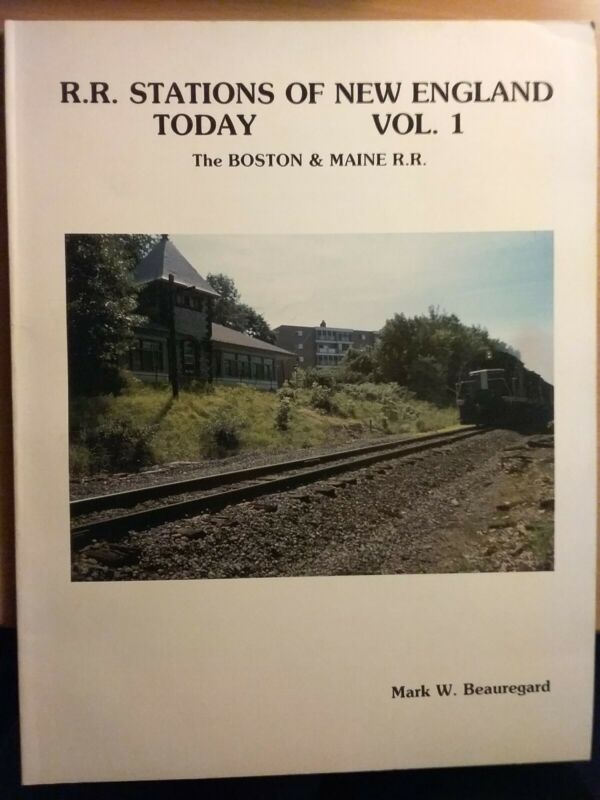 R.R. STATIONS OF NEW ENGLAND
TODAY VOL. 1
The BOSTON & MAINE R.R.
Mark W. Beauregard